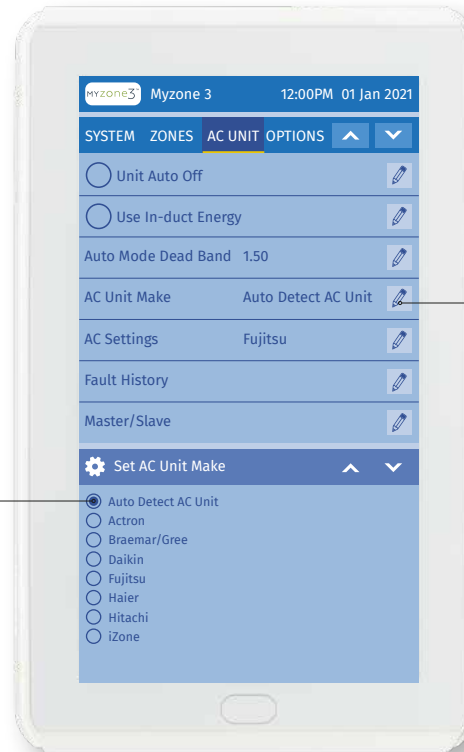 MYzone3™ Myzone 3 12:00PM 01 Jan 2021
SYSTEM ZONES AC UNIT OPTIONS
Unit Auto Off
Use In-duct Energy
Auto Mode Dead Band 1.50
AC Unit Make Auto Detect AC Unit
AC Settings Fujitsu
Fault History
Master/Slave
Set AC Unit Make
Auto Detect AC Unit
Actron
Braemar/Gree
Daikin
Fujitsu
Haier
Hitachi
iZone